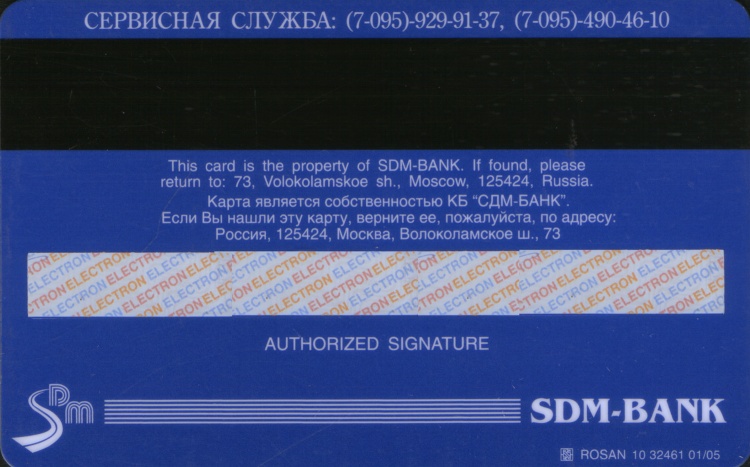 СЕРВИСНАЯ СЛУЖБА: (7-095)-929-91-37, (7-095)-490-46-10
This card is the property of SDM-BANK. If found, please
return to: 73, Volokolamskoe sh., Moscow, 125424, Russia.
Карта является собственностью КБ "СДМ-БАНК".
Если Вы нашли эту карту, верните ее, пожалуйста, по адресу:
Россия, 125424, Москва, Волоколамское ш., 73
ELECTRON ELECTRON ELECTRON ELECTRON
AUTHORIZED SIGNATURE
SDm
SDM-BANK
ROSAN 10 32461 01/05